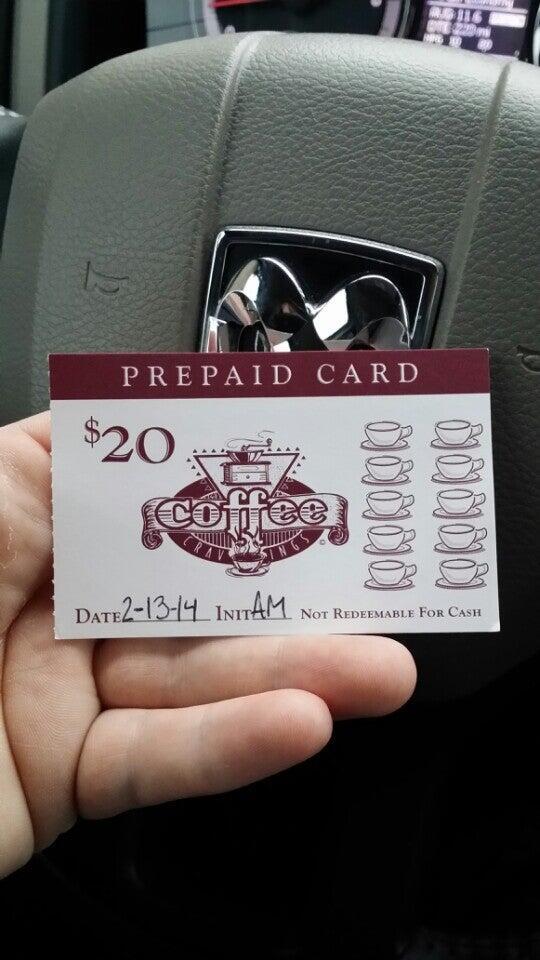 PREPAID CARD
$20
Coffee
CRAVINGS
©
DATE 2-13-14 INIT AM NOT REDEEMABLE FOR CASH